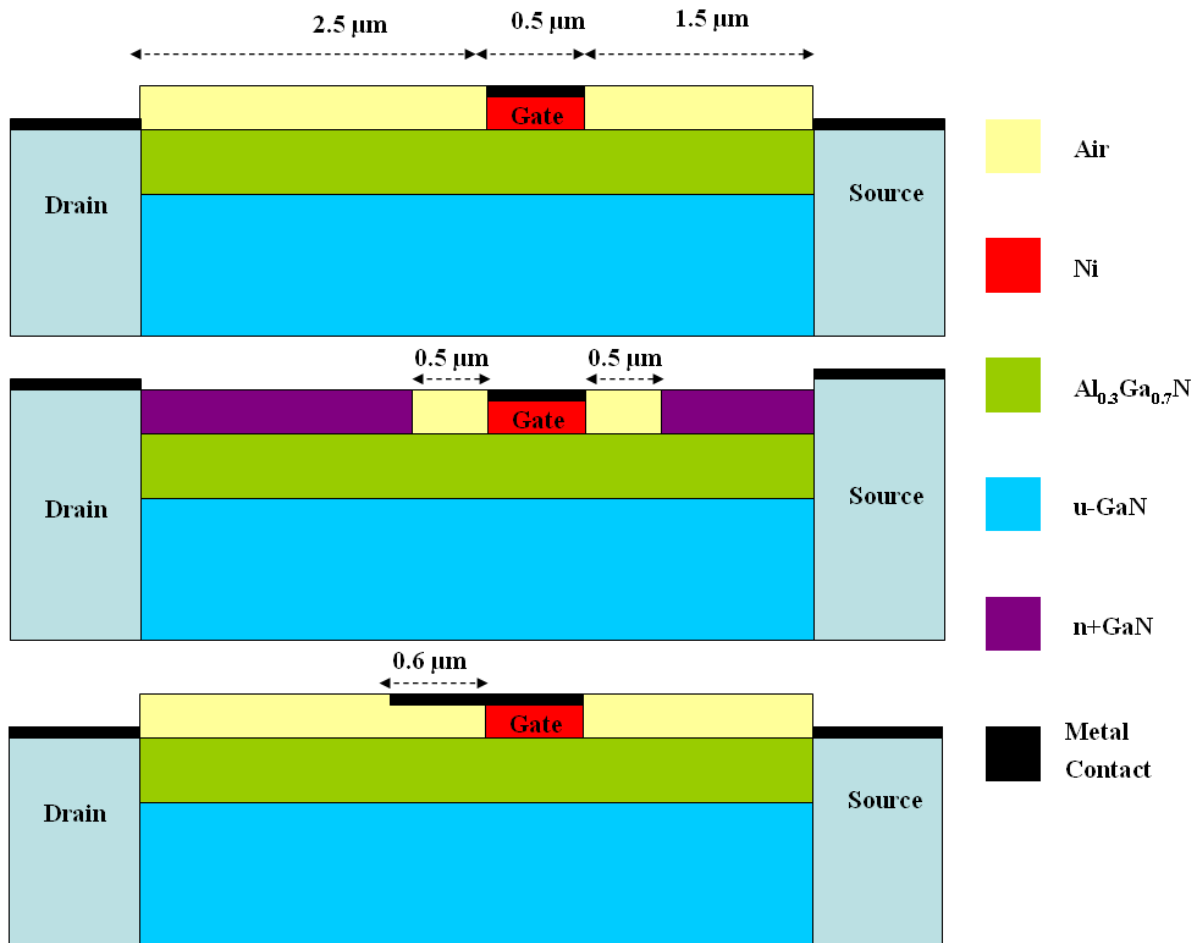 2.5 µm 0.5 µm 1.5 µm
Gate
Drain
Source
0.5 µm 0.5 µm
Gate
Drain
Source
0.6 µm
Gate
Drain
Source
Air
Ni
Al0.3Ga0.7N
u-GaN
n+GaN
Metal
Contact